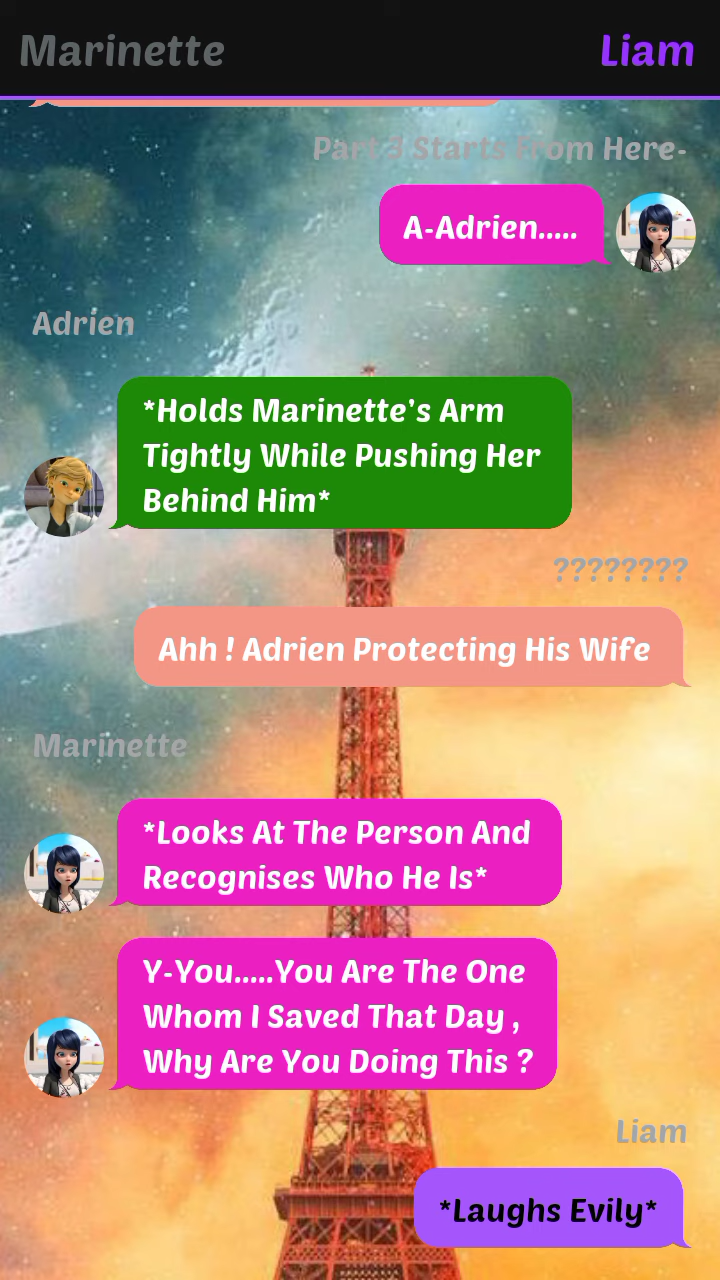 Marinette
Liam
Part 3 Starts From Here-
A-Adrien.....
Adrien
*Holds Marinette's Arm
Tightly While Pushing Her
Behind Him*
????????
Ahh ! Adrien Protecting His Wife
Marinette
*Looks At The Person And
Recognises Who He Is*
Y-You.....You Are The One
Whom I Saved That Day ,
Why Are You Doing This ?
Liam
*Laughs Evily*